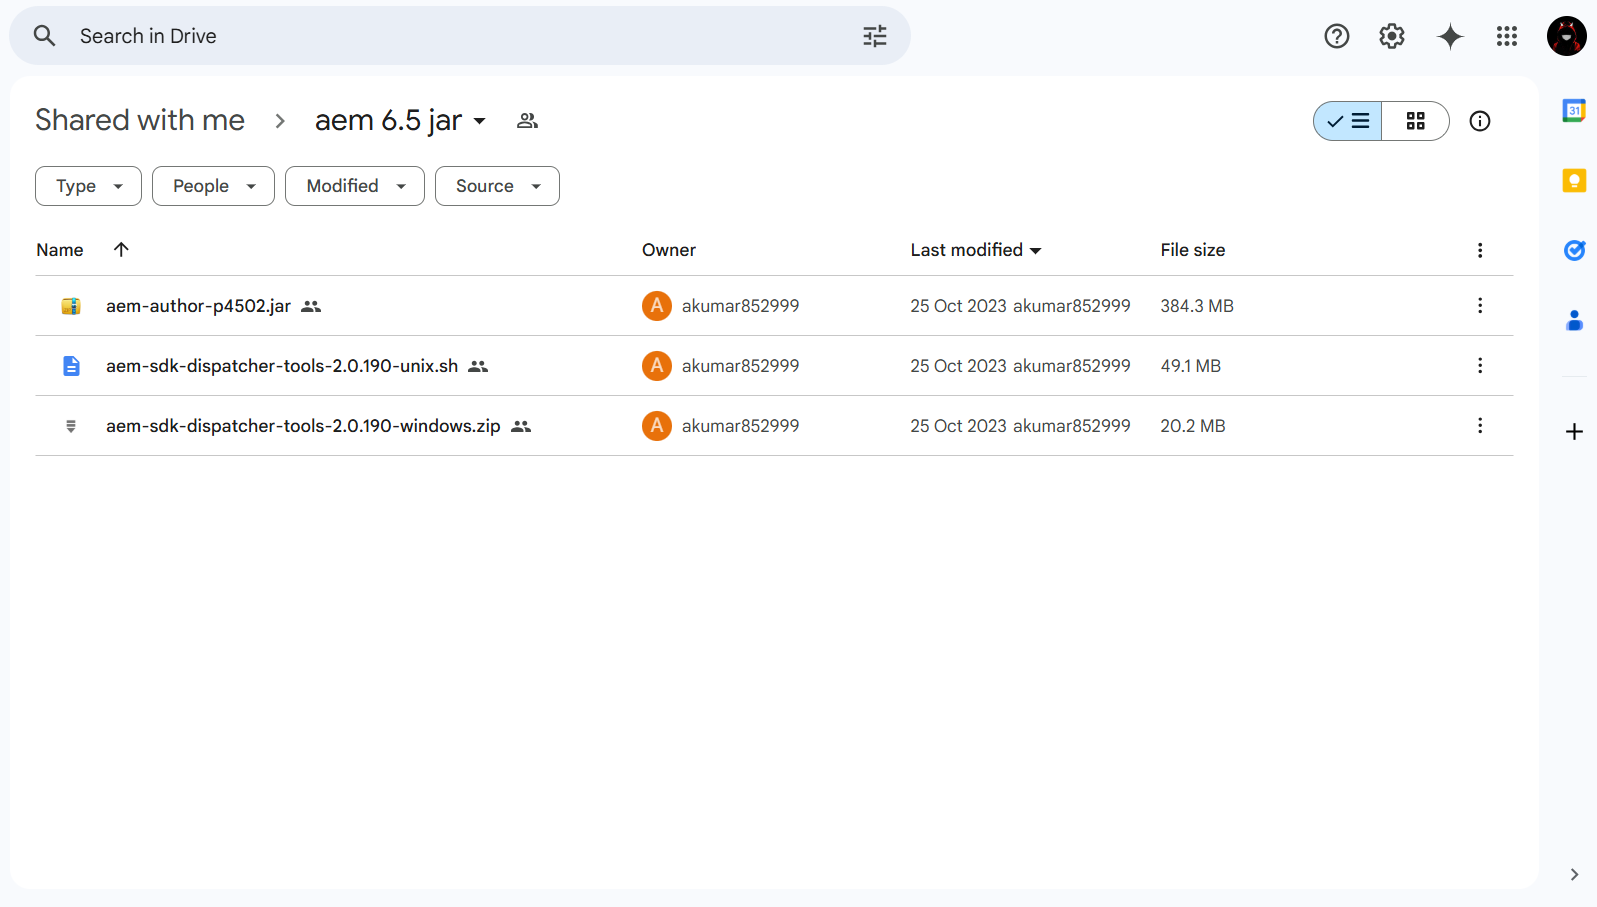 Search in Drive
Shared with me aem 6.5 jar
Type People Modified Source
Name Owner Last modified File size
aem-author-p4502.jar A akumar852999 25 Oct 2023 akumar852999 384.3 MB
aem-sdk-dispatcher-tools-2.0.190-unix.sh A akumar852999 25 Oct 2023 akumar852999 49.1 MB
aem-sdk-dispatcher-tools-2.0.190-windows.zip A akumar852999 25 Oct 2023 akumar852999 20.2 MB
31